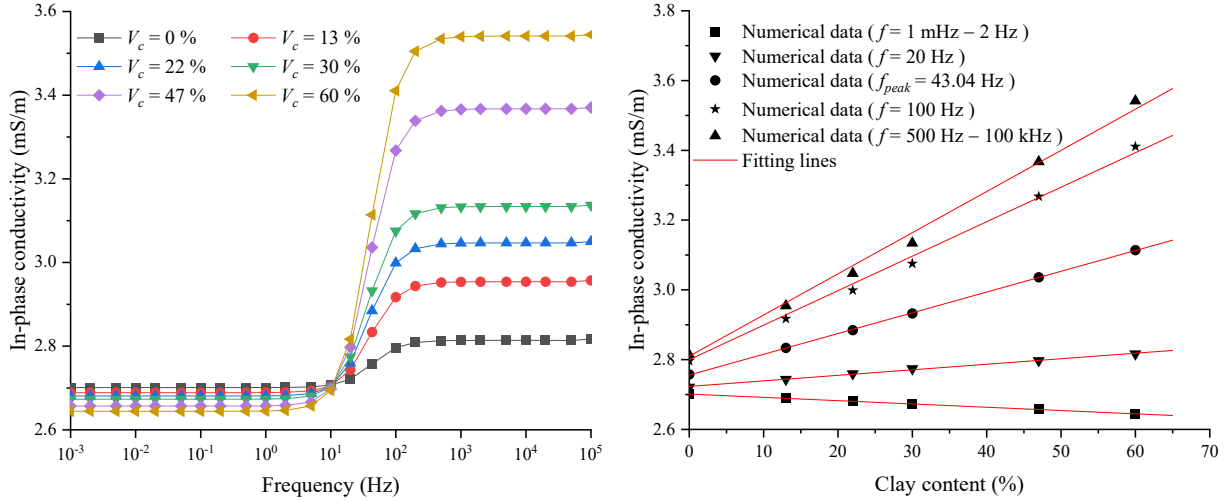 3.8
3.6
3.4
3.2
3.0
2.8
2.6
In-phase conductivity (mS/m)
V_c = 0 % V_c = 13 %
V_c = 22 % V_c = 30 %
V_c = 47 % V_c = 60 %
10^-3 10^-2 10^-1 10^0 10^1 10^2 10^3 10^4 10^5
Frequency (Hz)
3.8
3.6
3.4
3.2
3.0
2.8
2.6
In-phase conductivity (mS/m)
Numerical data ( f = 1 mHz – 2 Hz )
Numerical data ( f = 20 Hz )
Numerical data ( f_peak = 43.04 Hz )
Numerical data ( f = 100 Hz )
Numerical data ( f = 500 Hz – 100 kHz )
Fitting lines
0 10 20 30 40 50 60 70
Clay content (%)